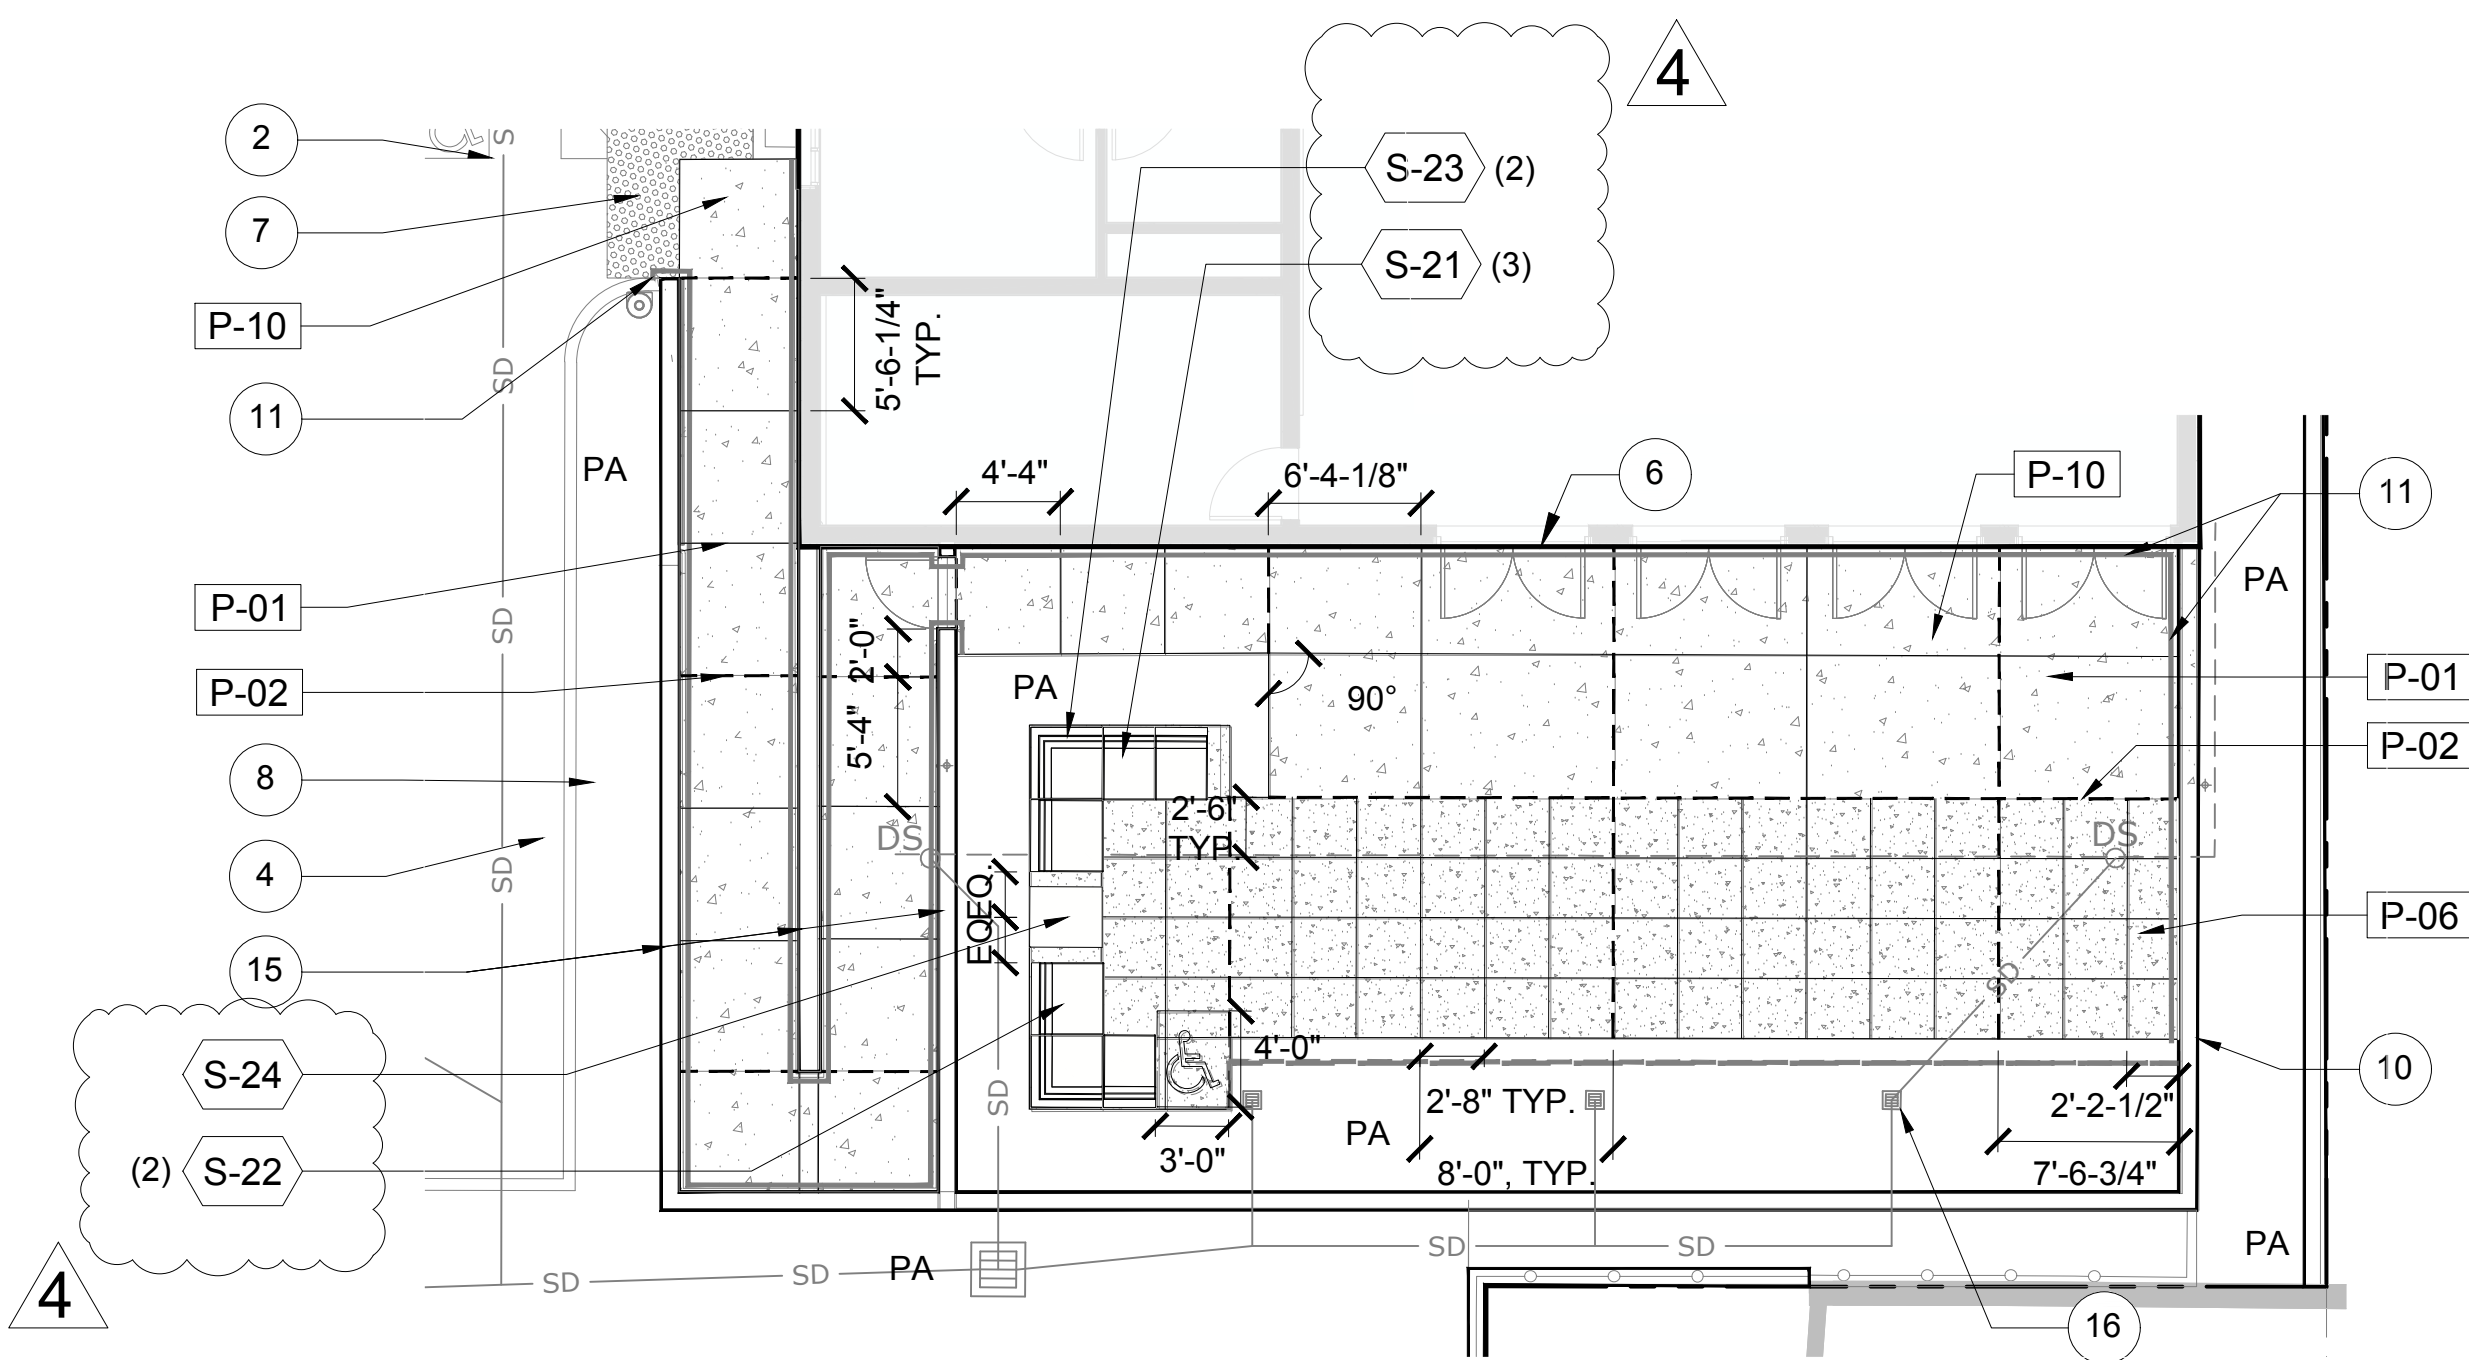 4
2
S
S-23 (2)
7
S-21 (3)
P-10
5'-6-1/4"
TYP.
SD
11
PA
4'-4"
6'-4-1/8"
6
P-10
11
PA
P-01
SD
2'-0"
P-02
PA
90°
P-01
5'-4"
P-02
8
2'-6"
TYP.
DS
DS
4
SD
EQ.
EQ.
P-06
15
SD
S-24
4'-0"
10
SD
2'-8" TYP.
2'-2-1/2"
PA
(2) S-22
3'-0"
8'-0", TYP.
7'-6-3/4"
4
SD
SD
PA
SD
SD
PA
16